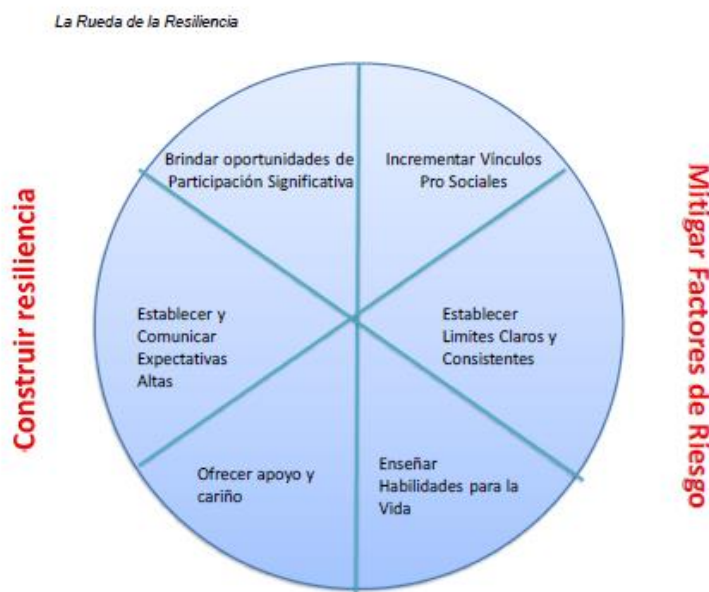 La Rueda de la Resiliencia
Brindar oportunidades de
Participación Significativa
Incrementar Vínculos
Pro Sociales
Construir resiliencia
Mitigar Factores de Riesgo
Establecer y
Comunicar
Expectativas
Altas
Establecer
Limites Claros y
Consistentes
Ofrecer apoyo y
cariño
Enseñar
Habilidades para la
Vida